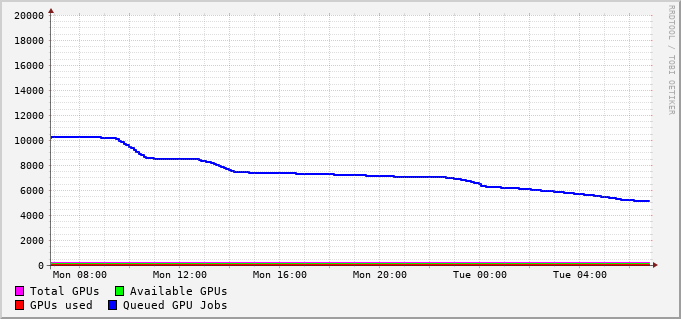 20000
18000
16000
14000
12000
10000
8000
6000
4000
2000
0
Mon 08:00 Mon 12:00 Mon 16:00 Mon 20:00 Tue 00:00 Tue 04:00
Total GPUs Available GPUs
GPUs used Queued GPU Jobs
RRDTOOL / TOBI OETIKER